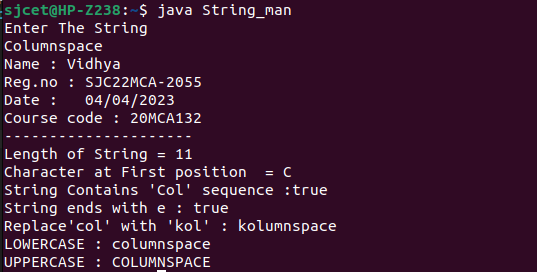 sjcet@HP-Z238:~$ java String_man
Enter The String
Columnspace
Name : Vidhya
Reg.no : SJC22MCA-2055
Date :   04/04/2023
Course code : 20MCA132
---------------------
Length of String = 11
Character at First position  = C
String Contains 'Col' sequence :true
String ends with e : true
Replace'col' with 'kol' : kolumnspace
LOWERCASE : columnspace
UPPERCASE : COLUMNSPACE